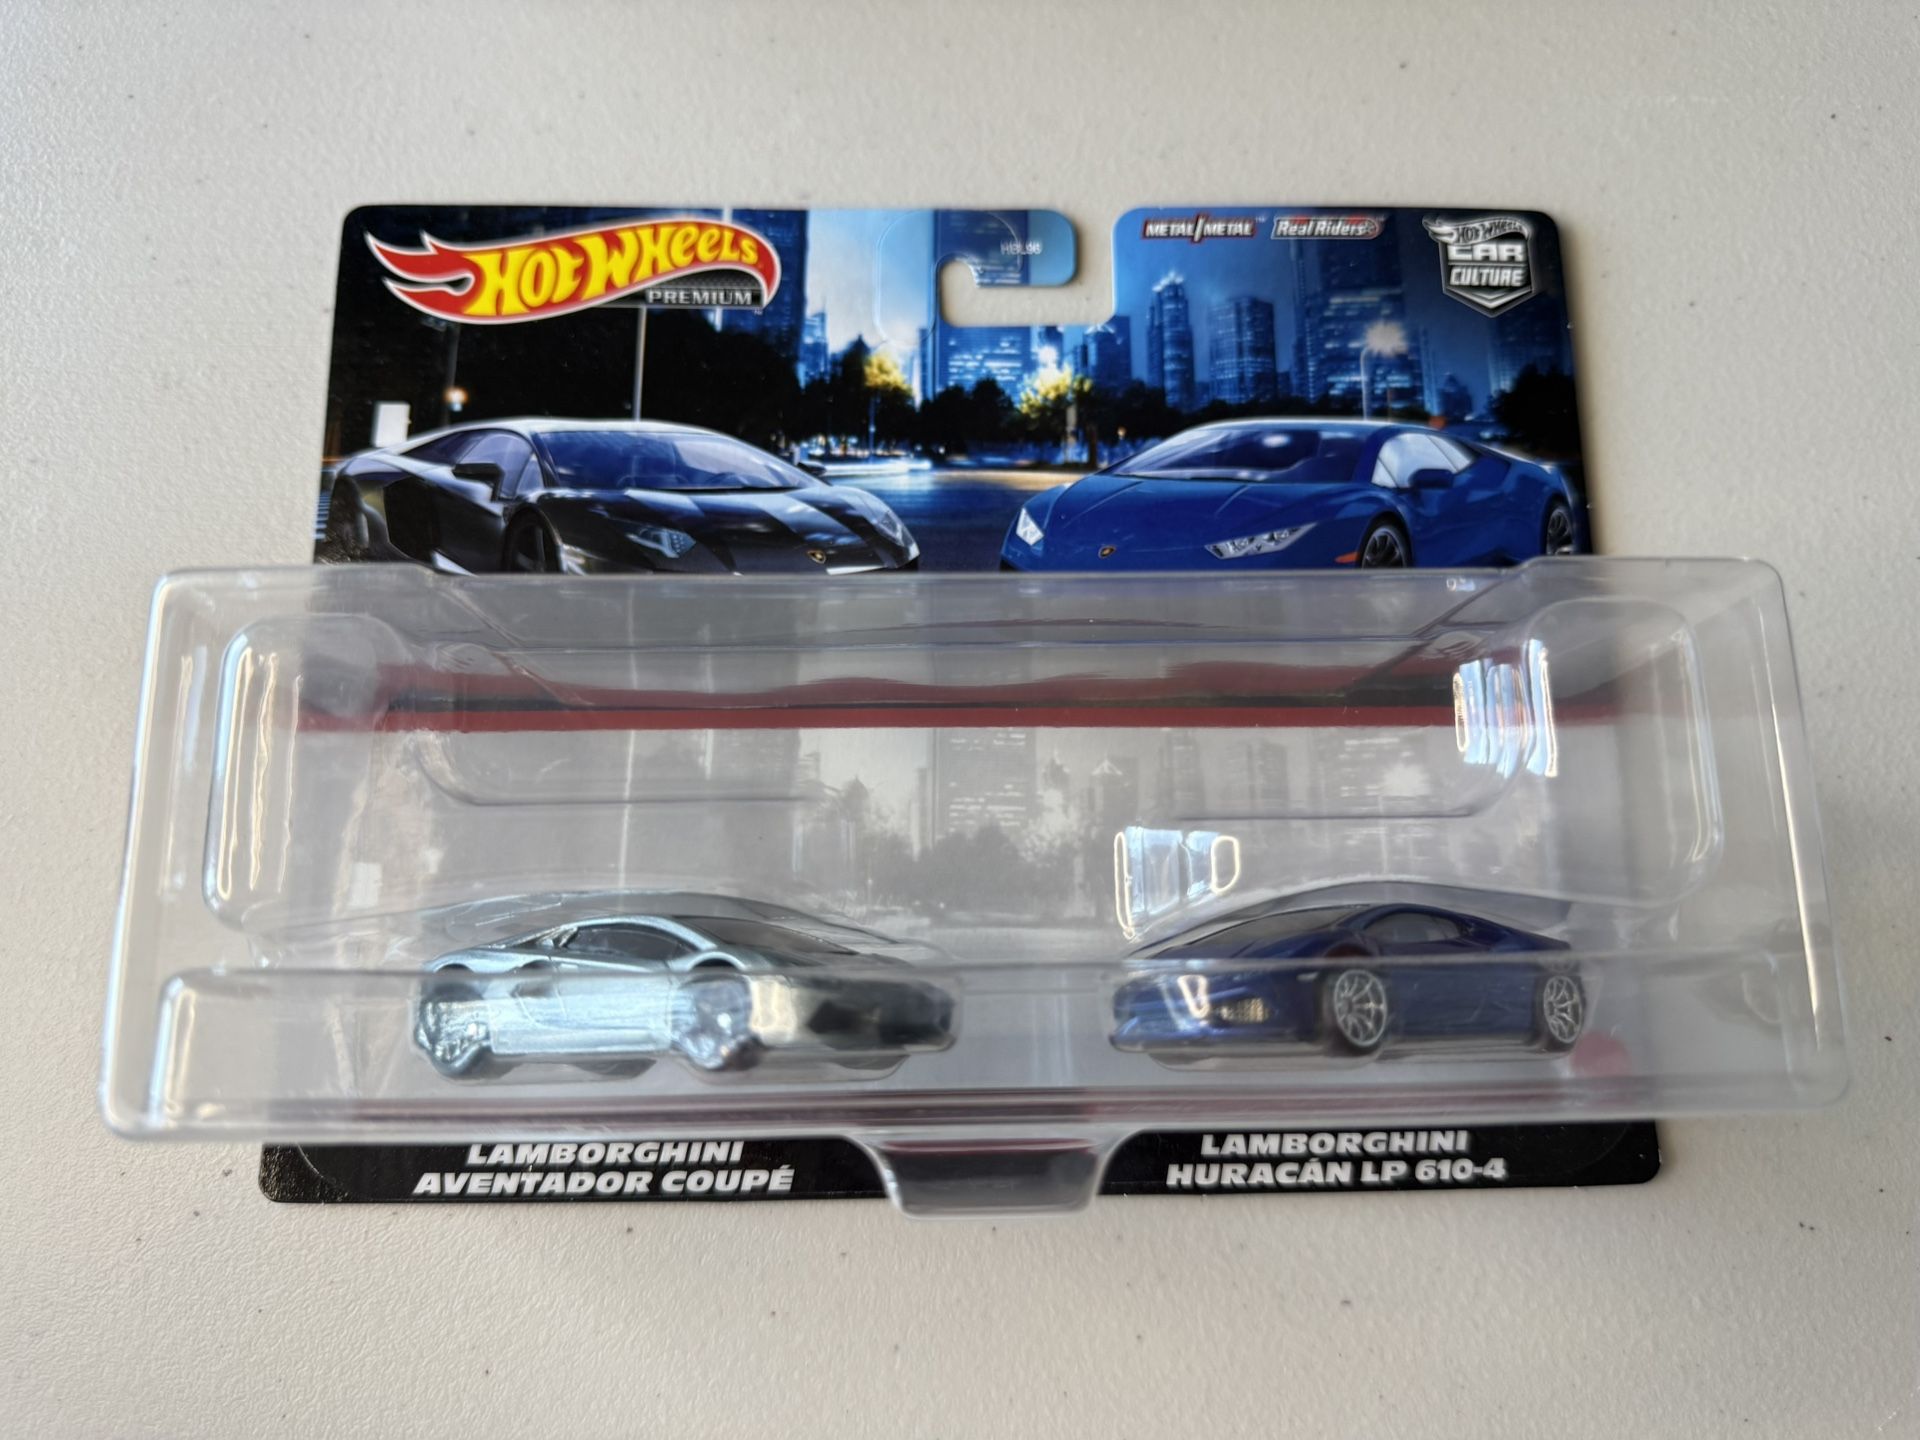 HOT WHEELS
PREMIUM
METAL/METAL
Real Riders
HOT WHEELS
CAR
CULTURE
LAMBORGHINI
AVENTADOR COUPÉ
LAMBORGHINI
HURACÁN LP 610-4